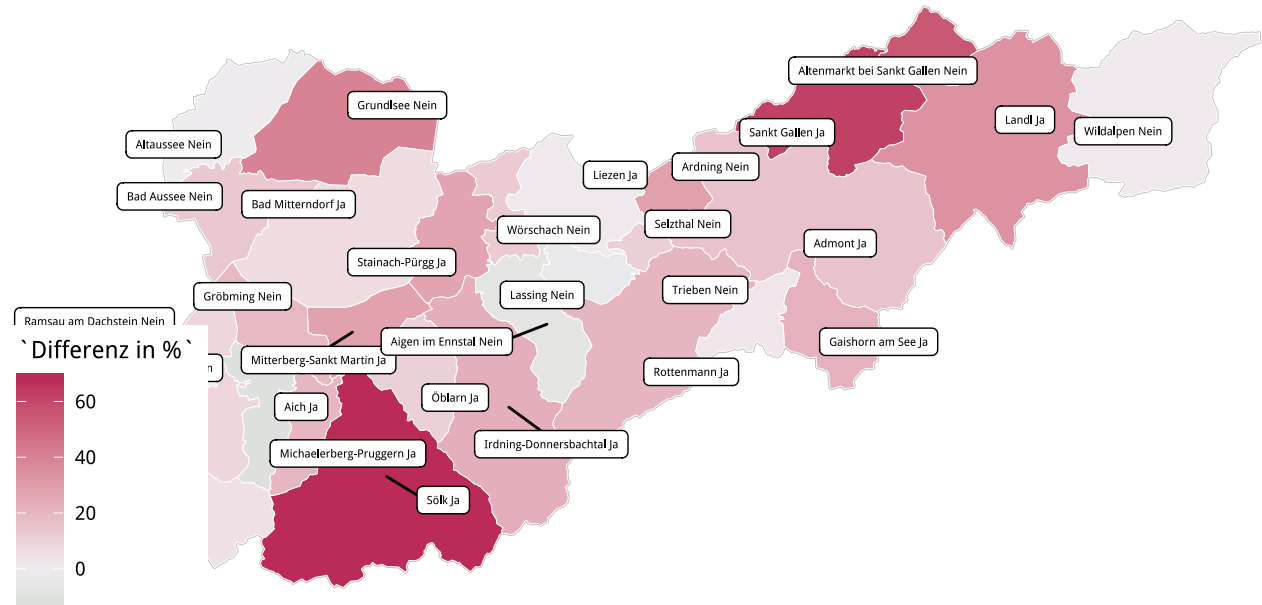 Altenmarkt bei Sankt Gallen Nein
Grundlsee Nein
Landl Ja
Sankt Gallen Ja
Wildalpen Nein
Altaussee Nein
Ardning Nein
Liezen Ja
Bad Aussee Nein
Bad Mitterndorf Ja
Selzthal Nein
Wörschach Nein
Admont Ja
Stainach-Pürgg Ja
Trieben Nein
Lassing Nein
Gröbming Nein
Ramsau am Dachstein Nein
Aigen im Ennstal Nein
Gaishorn am See Ja
Mitterberg-Sankt Martin Ja
Rottenmann Ja
Öblarn Ja
Aich Ja
Irdning-Donnersbachtal Ja
Michaelerberg-Pruggern Ja
Sölk Ja
`Differenz in %`
60
40
20
0